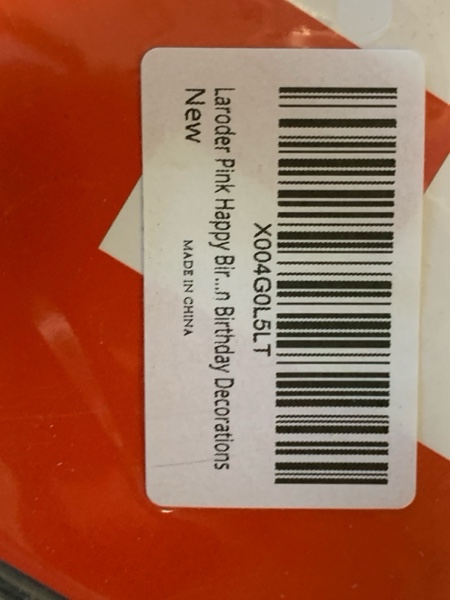 X004G0L5LT
Laroder Pink Happy Bir...n Birthday Decorations
New
MADE IN CHINA